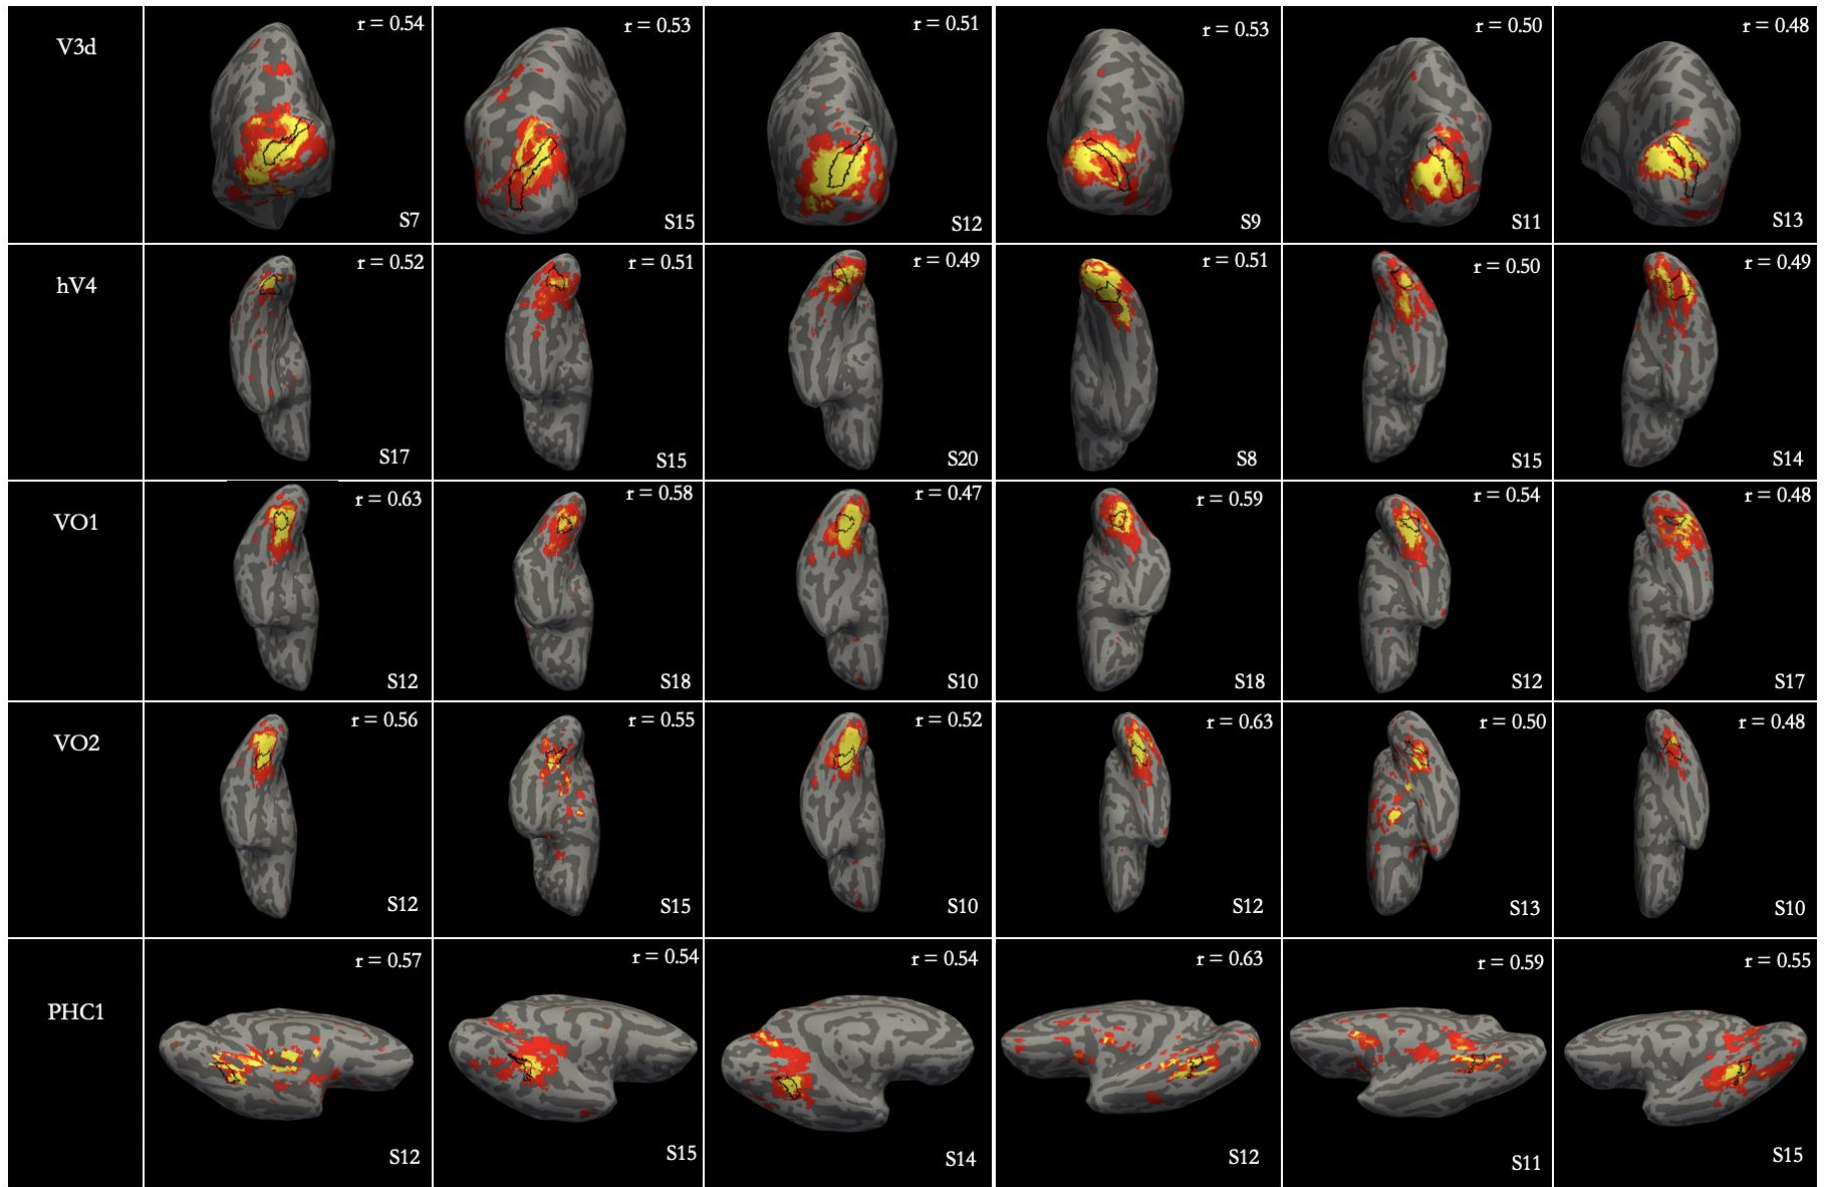 V3d
r = 0.54
S7
r = 0.53
S15
r = 0.51
S12
r = 0.53
S9
r = 0.50
S11
r = 0.48
S13
hV4
r = 0.52
S17
r = 0.51
S15
r = 0.49
S20
r = 0.51
S8
r = 0.50
S15
r = 0.49
S14
VO1
r = 0.63
S12
r = 0.58
S18
r = 0.47
S10
r = 0.59
S18
r = 0.54
S12
r = 0.48
S17
VO2
r = 0.56
S12
r = 0.55
S15
r = 0.52
S10
r = 0.63
S12
r = 0.50
S13
r = 0.48
S10
PHC1
r = 0.57
S12
r = 0.54
S15
r = 0.54
S14
r = 0.63
S12
r = 0.59
S11
r = 0.55
S15